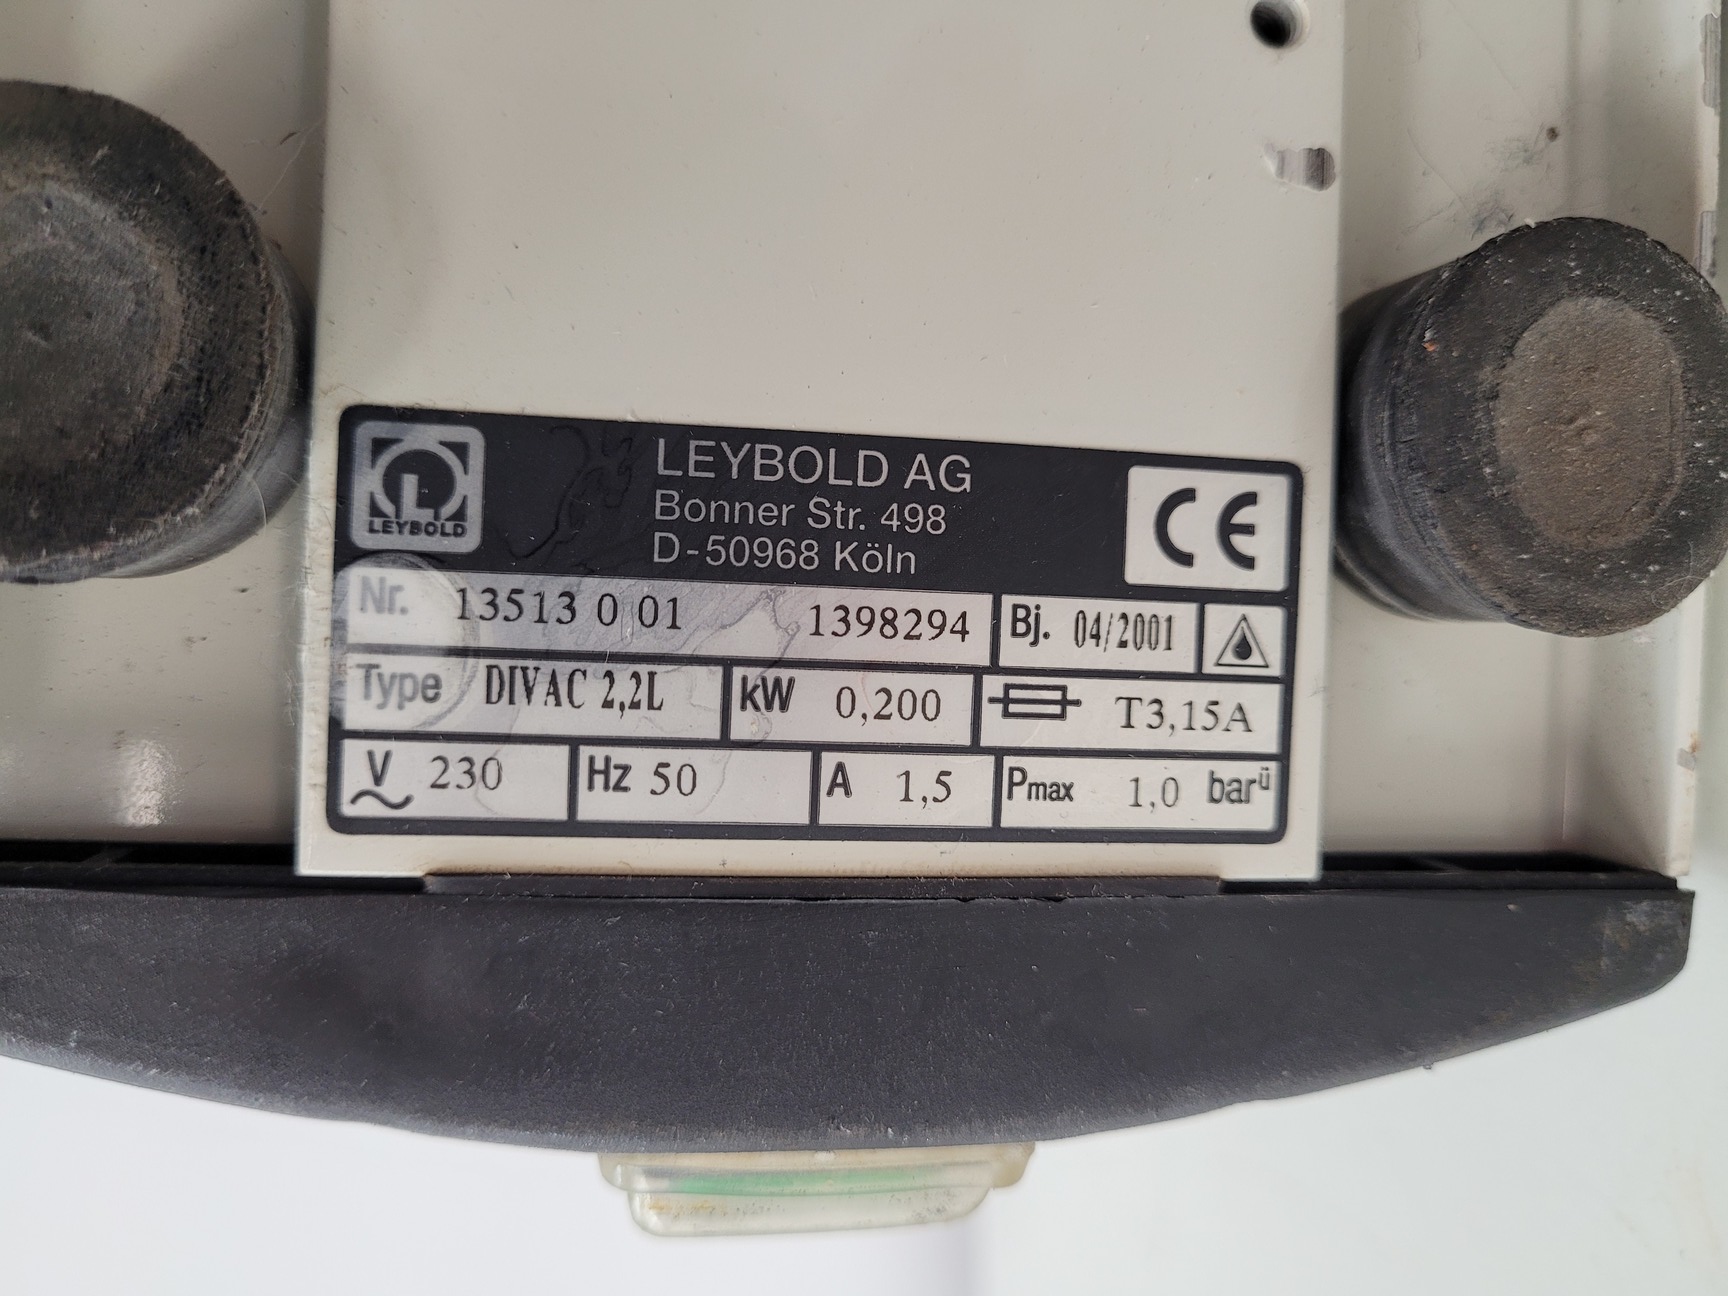 LEYBOLD
LEYBOLD AG
Bonner Str. 498
D-50968 Köln
CE
Nr. 13513 0 01 1398294 Bj. 04/2001
Type DIVAC 2,2L kW 0,200 T3,15A
V 230 Hz 50 A 1,5 Pmax 1,0 barü